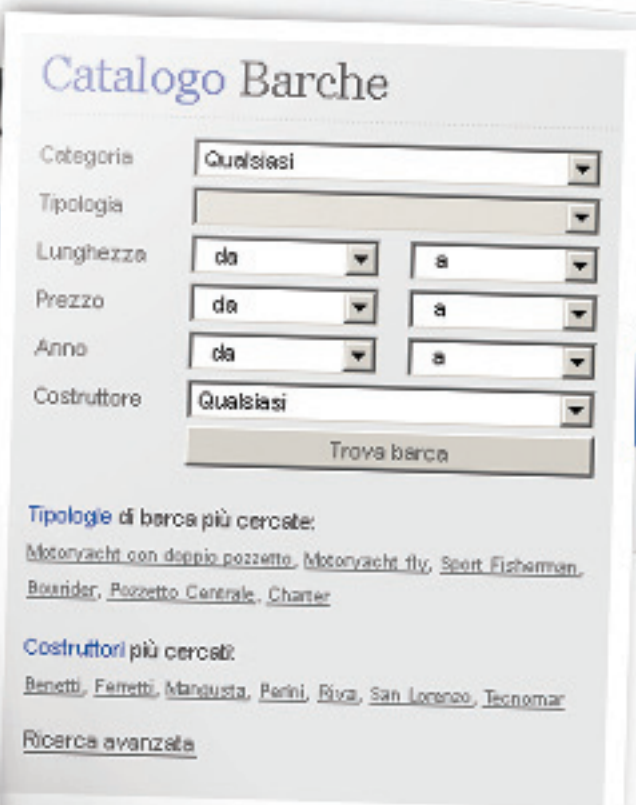 Catalogo Barche
Categoria Qualsiasi
Tipologia
Lunghezza da a
Prezzo da a
Anno da a
Costruttore Qualsiasi
Trova barca
Tipologie di barca più cercate:
Motoryacht con doppio pozzetto, Motoryacht fly, Sport Fisherman,
Bowrider, Pozzetto Centrale, Charter
Costruttori più cercati:
Benetti, Ferretti, Mangusta, Perini, Riva, San Lorenzo, Tecnomar
Ricerca avanzata